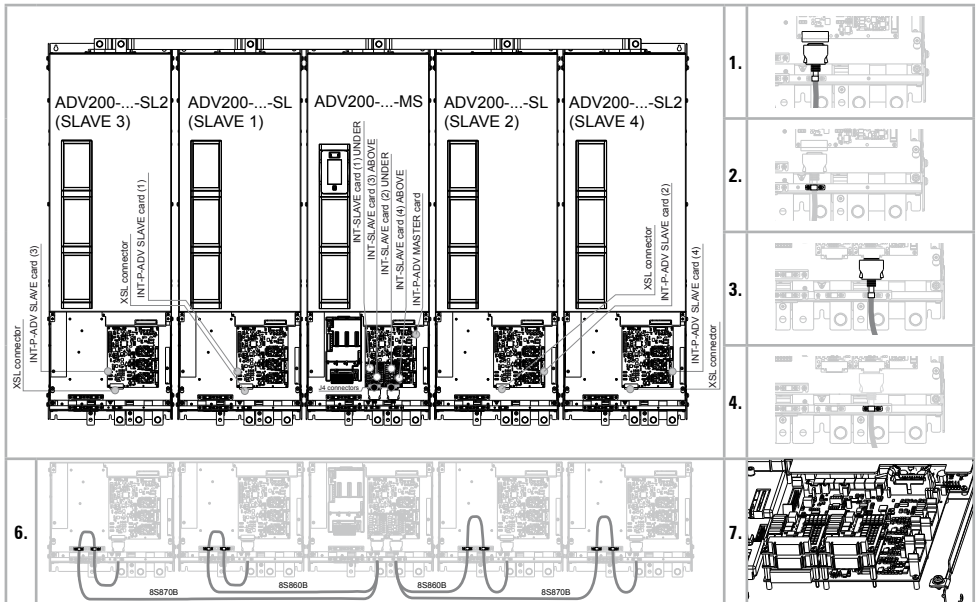 ADV200-...-SL2
(SLAVE 3)
ADV200-...-SL
(SLAVE 1)
ADV200-...-MS
ADV200-...-SL
(SLAVE 2)
ADV200-...-SL2
(SLAVE 4)
XSL connector
INT-P-ADV SLAVE card (3)
XSL connector
INT-P-ADV SLAVE card (1)
INT-SLAVE card (1) UNDER
INT-SLAVE card (3) ABOVE
INT-SLAVE card (2) UNDER
INT-SLAVE card (4) ABOVE
INT-P-ADV MASTER card
XSL connector
INT-P-ADV SLAVE card (2)
INT-P-ADV SLAVE card (4)
XSL connector
J4 connectors
1.
2.
3.
4.
6.
8S870B
8S860B
8S860B
8S870B
7.